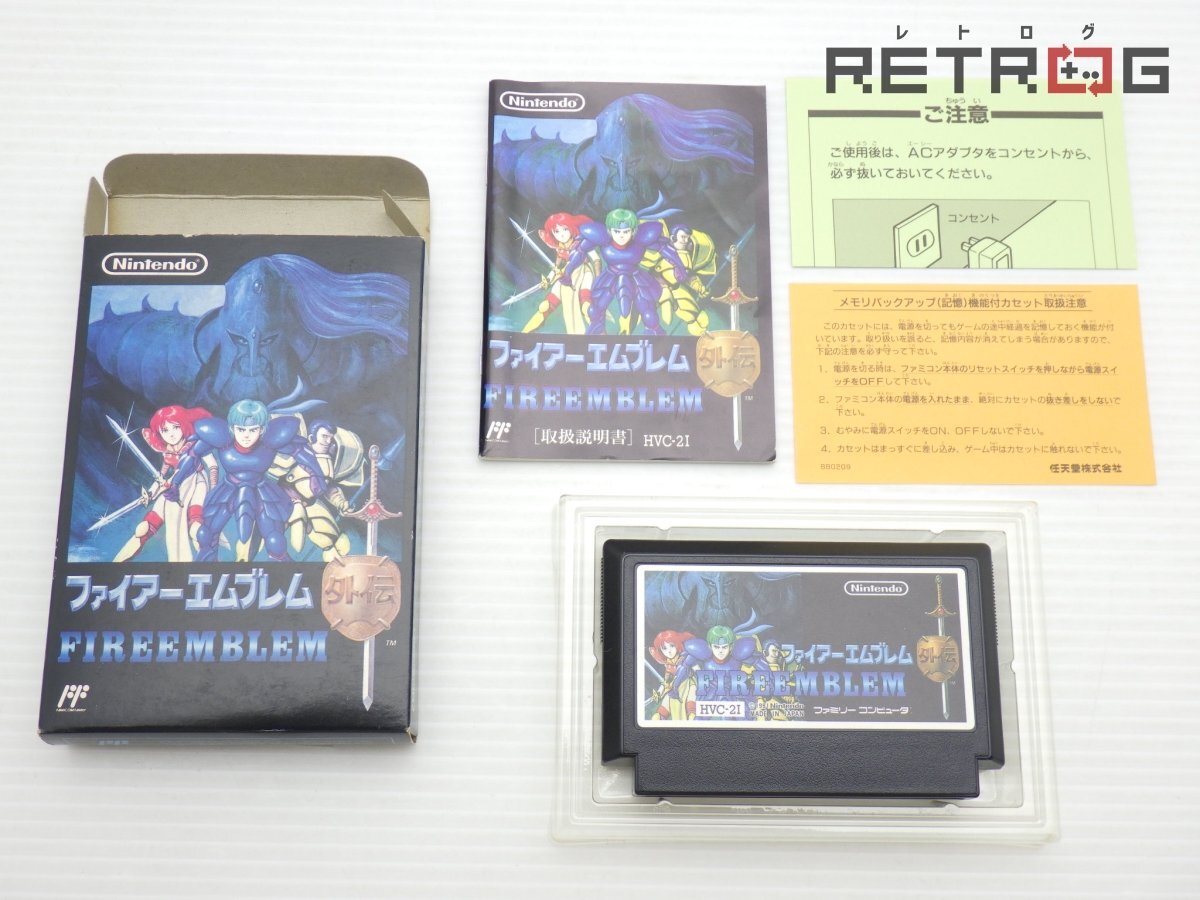 レトログ
RETROG
Nintendo
ファイアーエムブレム 外伝
FIREEMBLEM
TM
Nintendo
ファイアーエムブレム 外伝
FIREEMBLEM
TM
[取扱説明書] HVC-2I
ご注意
ご使用後は、ACアダプタをコンセントから、
必ず抜いておいてください。
コンセント
メモリバックアップ(記憶)機能付カセット取扱注意
このカセットには、電源を切ってもゲームの途中経過を記憶しておく機能が付
いています。取り扱いを誤ると、記憶内容が消えてしまう場合がありますので、
下記の注意を必ず守って下さい。
1. 電源を切る時は、ファミコン本体のリセットスイッチを押しながら電源スイ
ッチをOFFして下さい。
2. ファミコン本体の電源を入れたまま、絶対にカセットの抜き差しをしないで
下さい。
3. むやみに電源スイッチをON、OFFしないで下さい。
4. カセットはまっすぐに差し込み、ゲーム中はカセットに触れないで下さい。
880209
任天堂株式会社
Nintendo
ファイアーエムブレム 外伝
FIREEMBLEM
TM
HVC-2I
Nintendo
MADE IN JAPAN
ファミリー コンピュータ